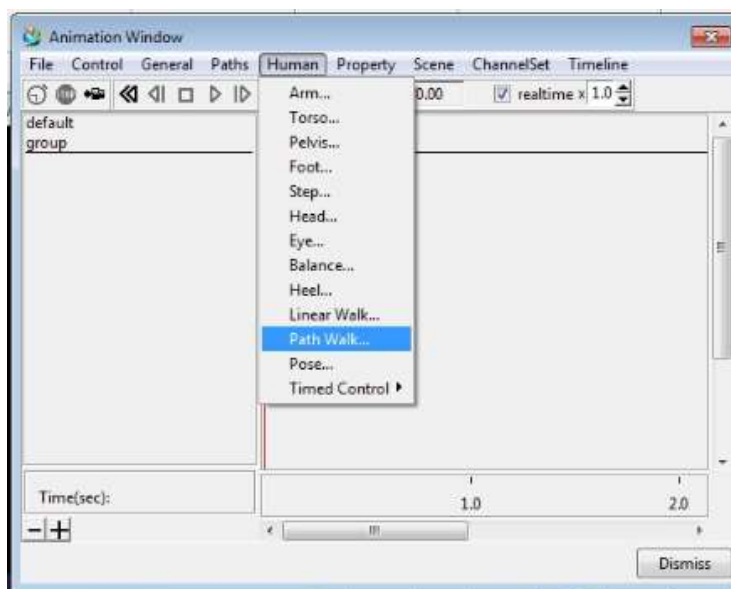 Animation Window
File Control General Paths Human Property Scene ChannelSet Timeline
0.00 realtime x 1.0
default
group
Arm...
Torso...
Pelvis...
Foot...
Step...
Head...
Eye...
Balance...
Heel...
Linear Walk...
Path Walk...
Pose...
Timed Control
Time(sec):
1.0 2.0
Dismiss